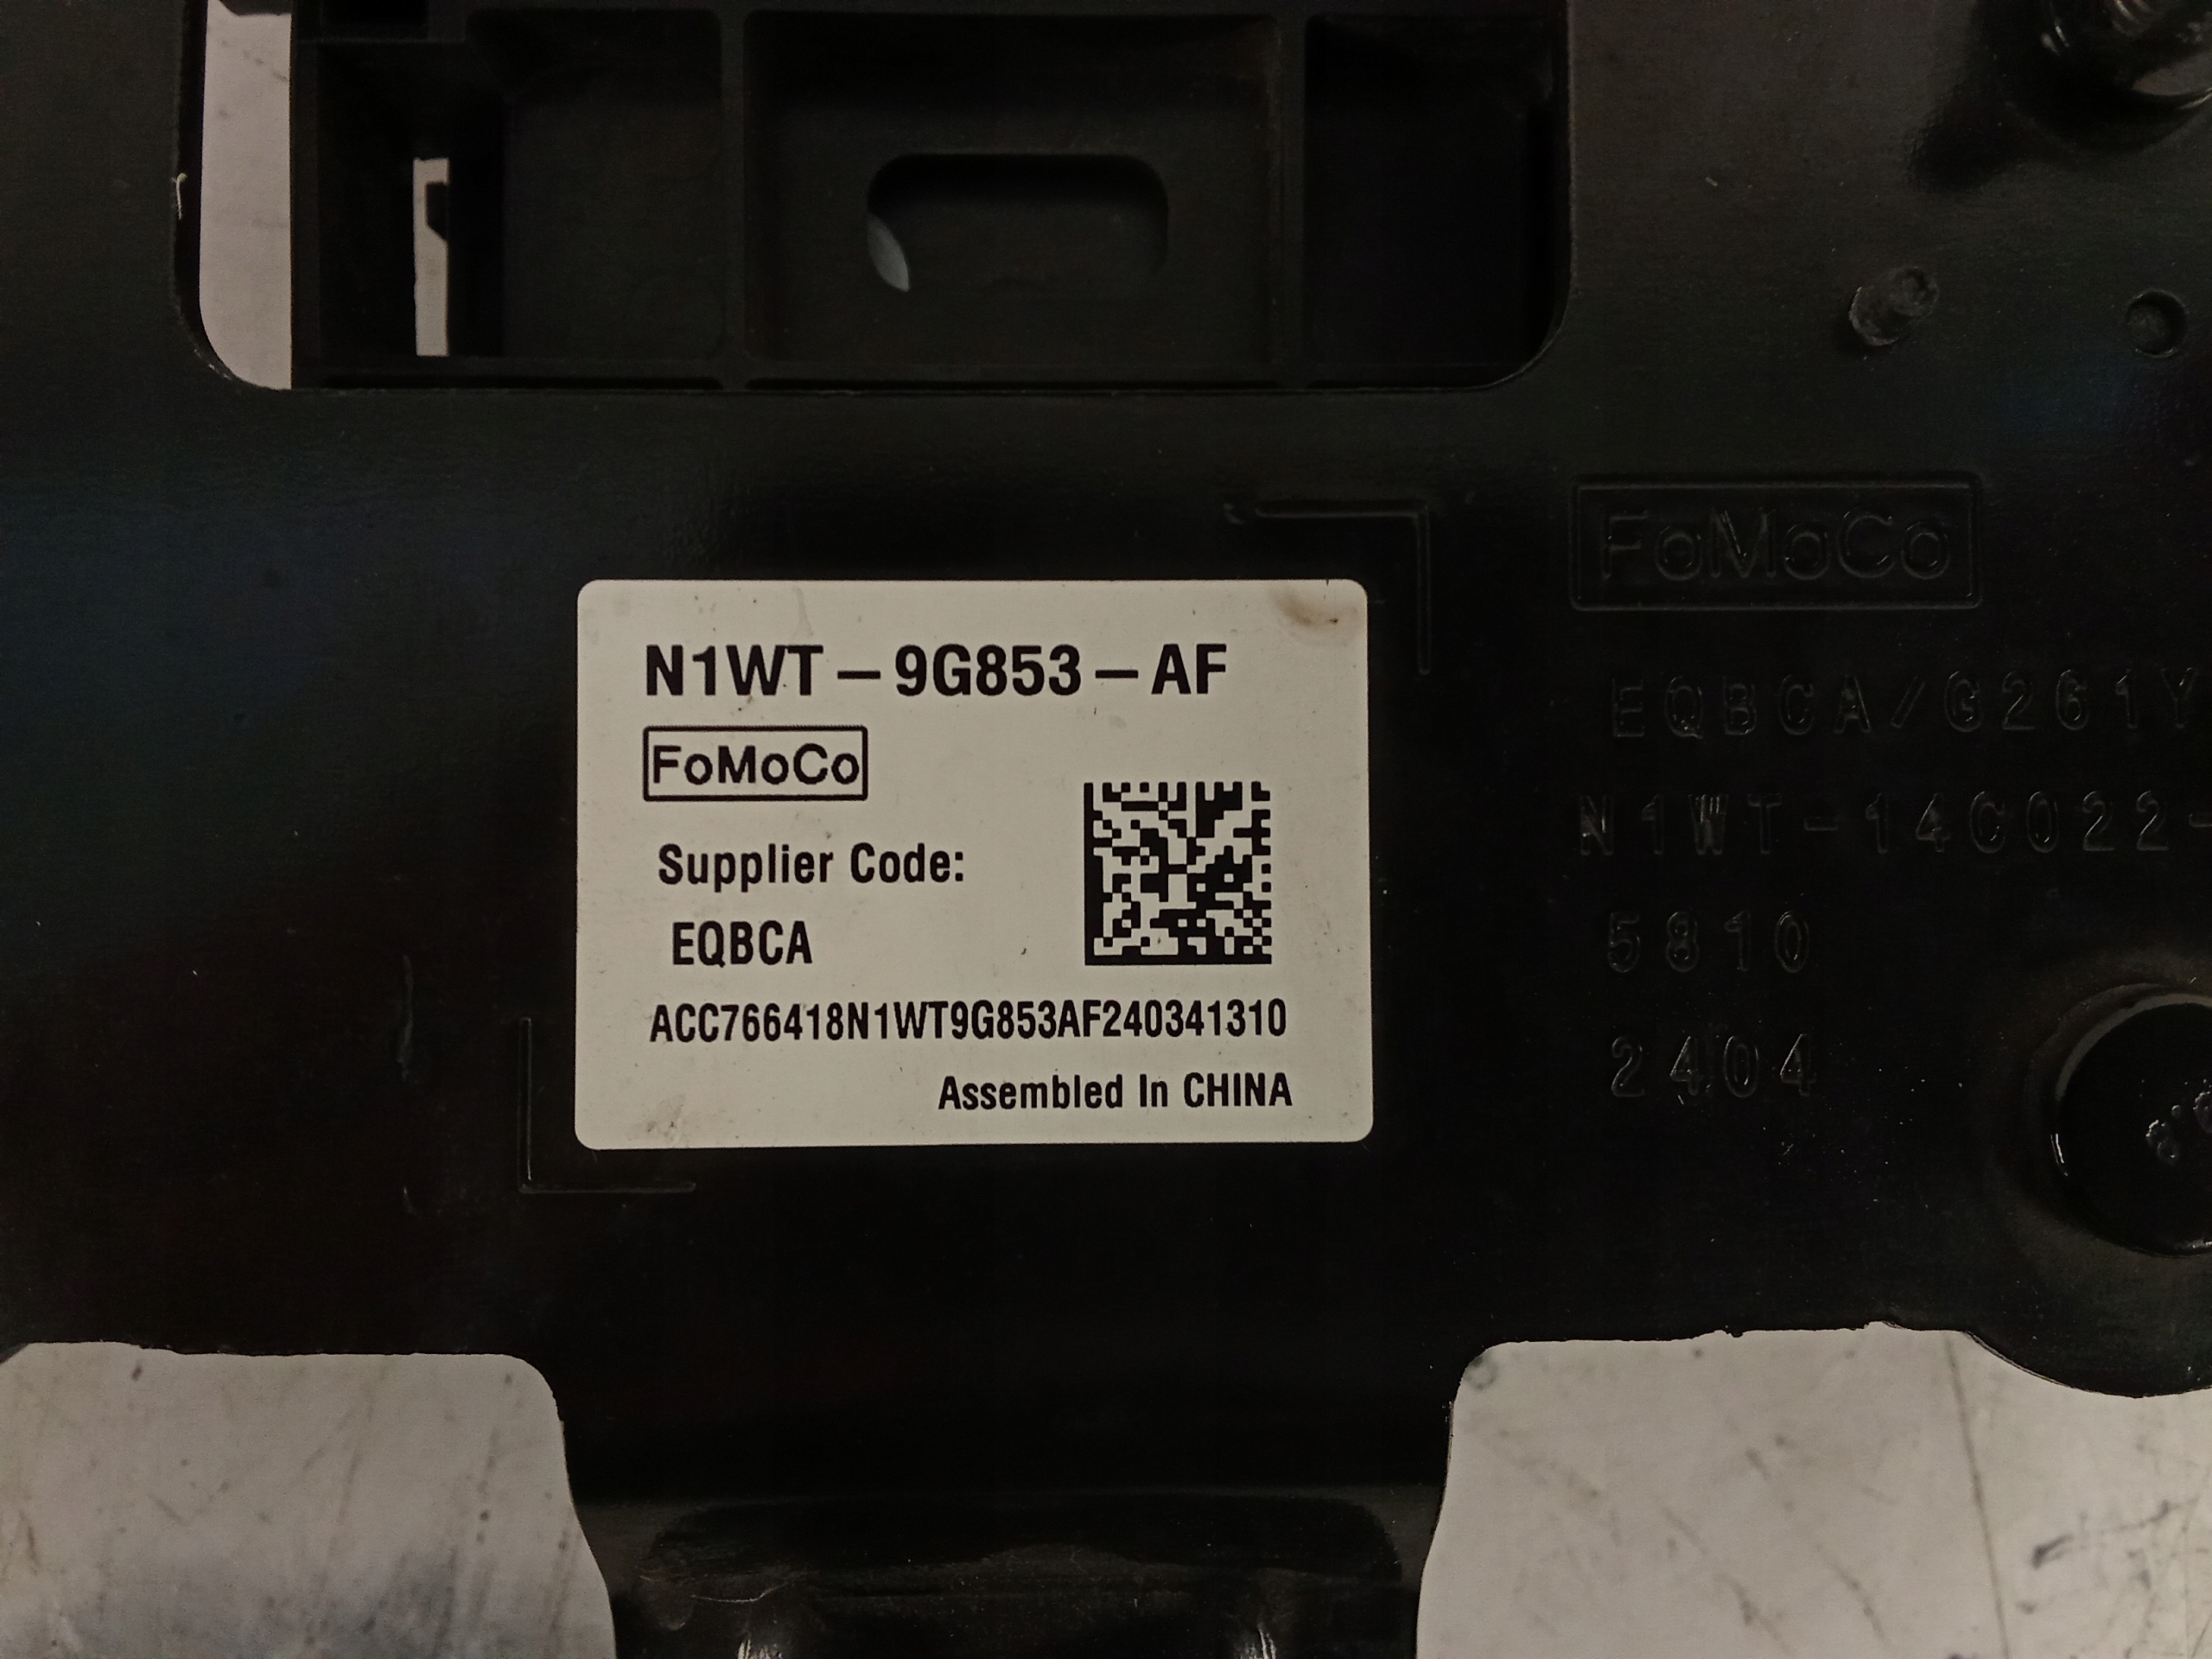 N1WT – 9G853 – AF
FoMoCo
Supplier Code:
EQBCA
ACC766418N1WT9G853AF240341310
Assembled In CHINA
FoMoCo
EQBCA/G261Y
N1WT-14C022-
5810
2404